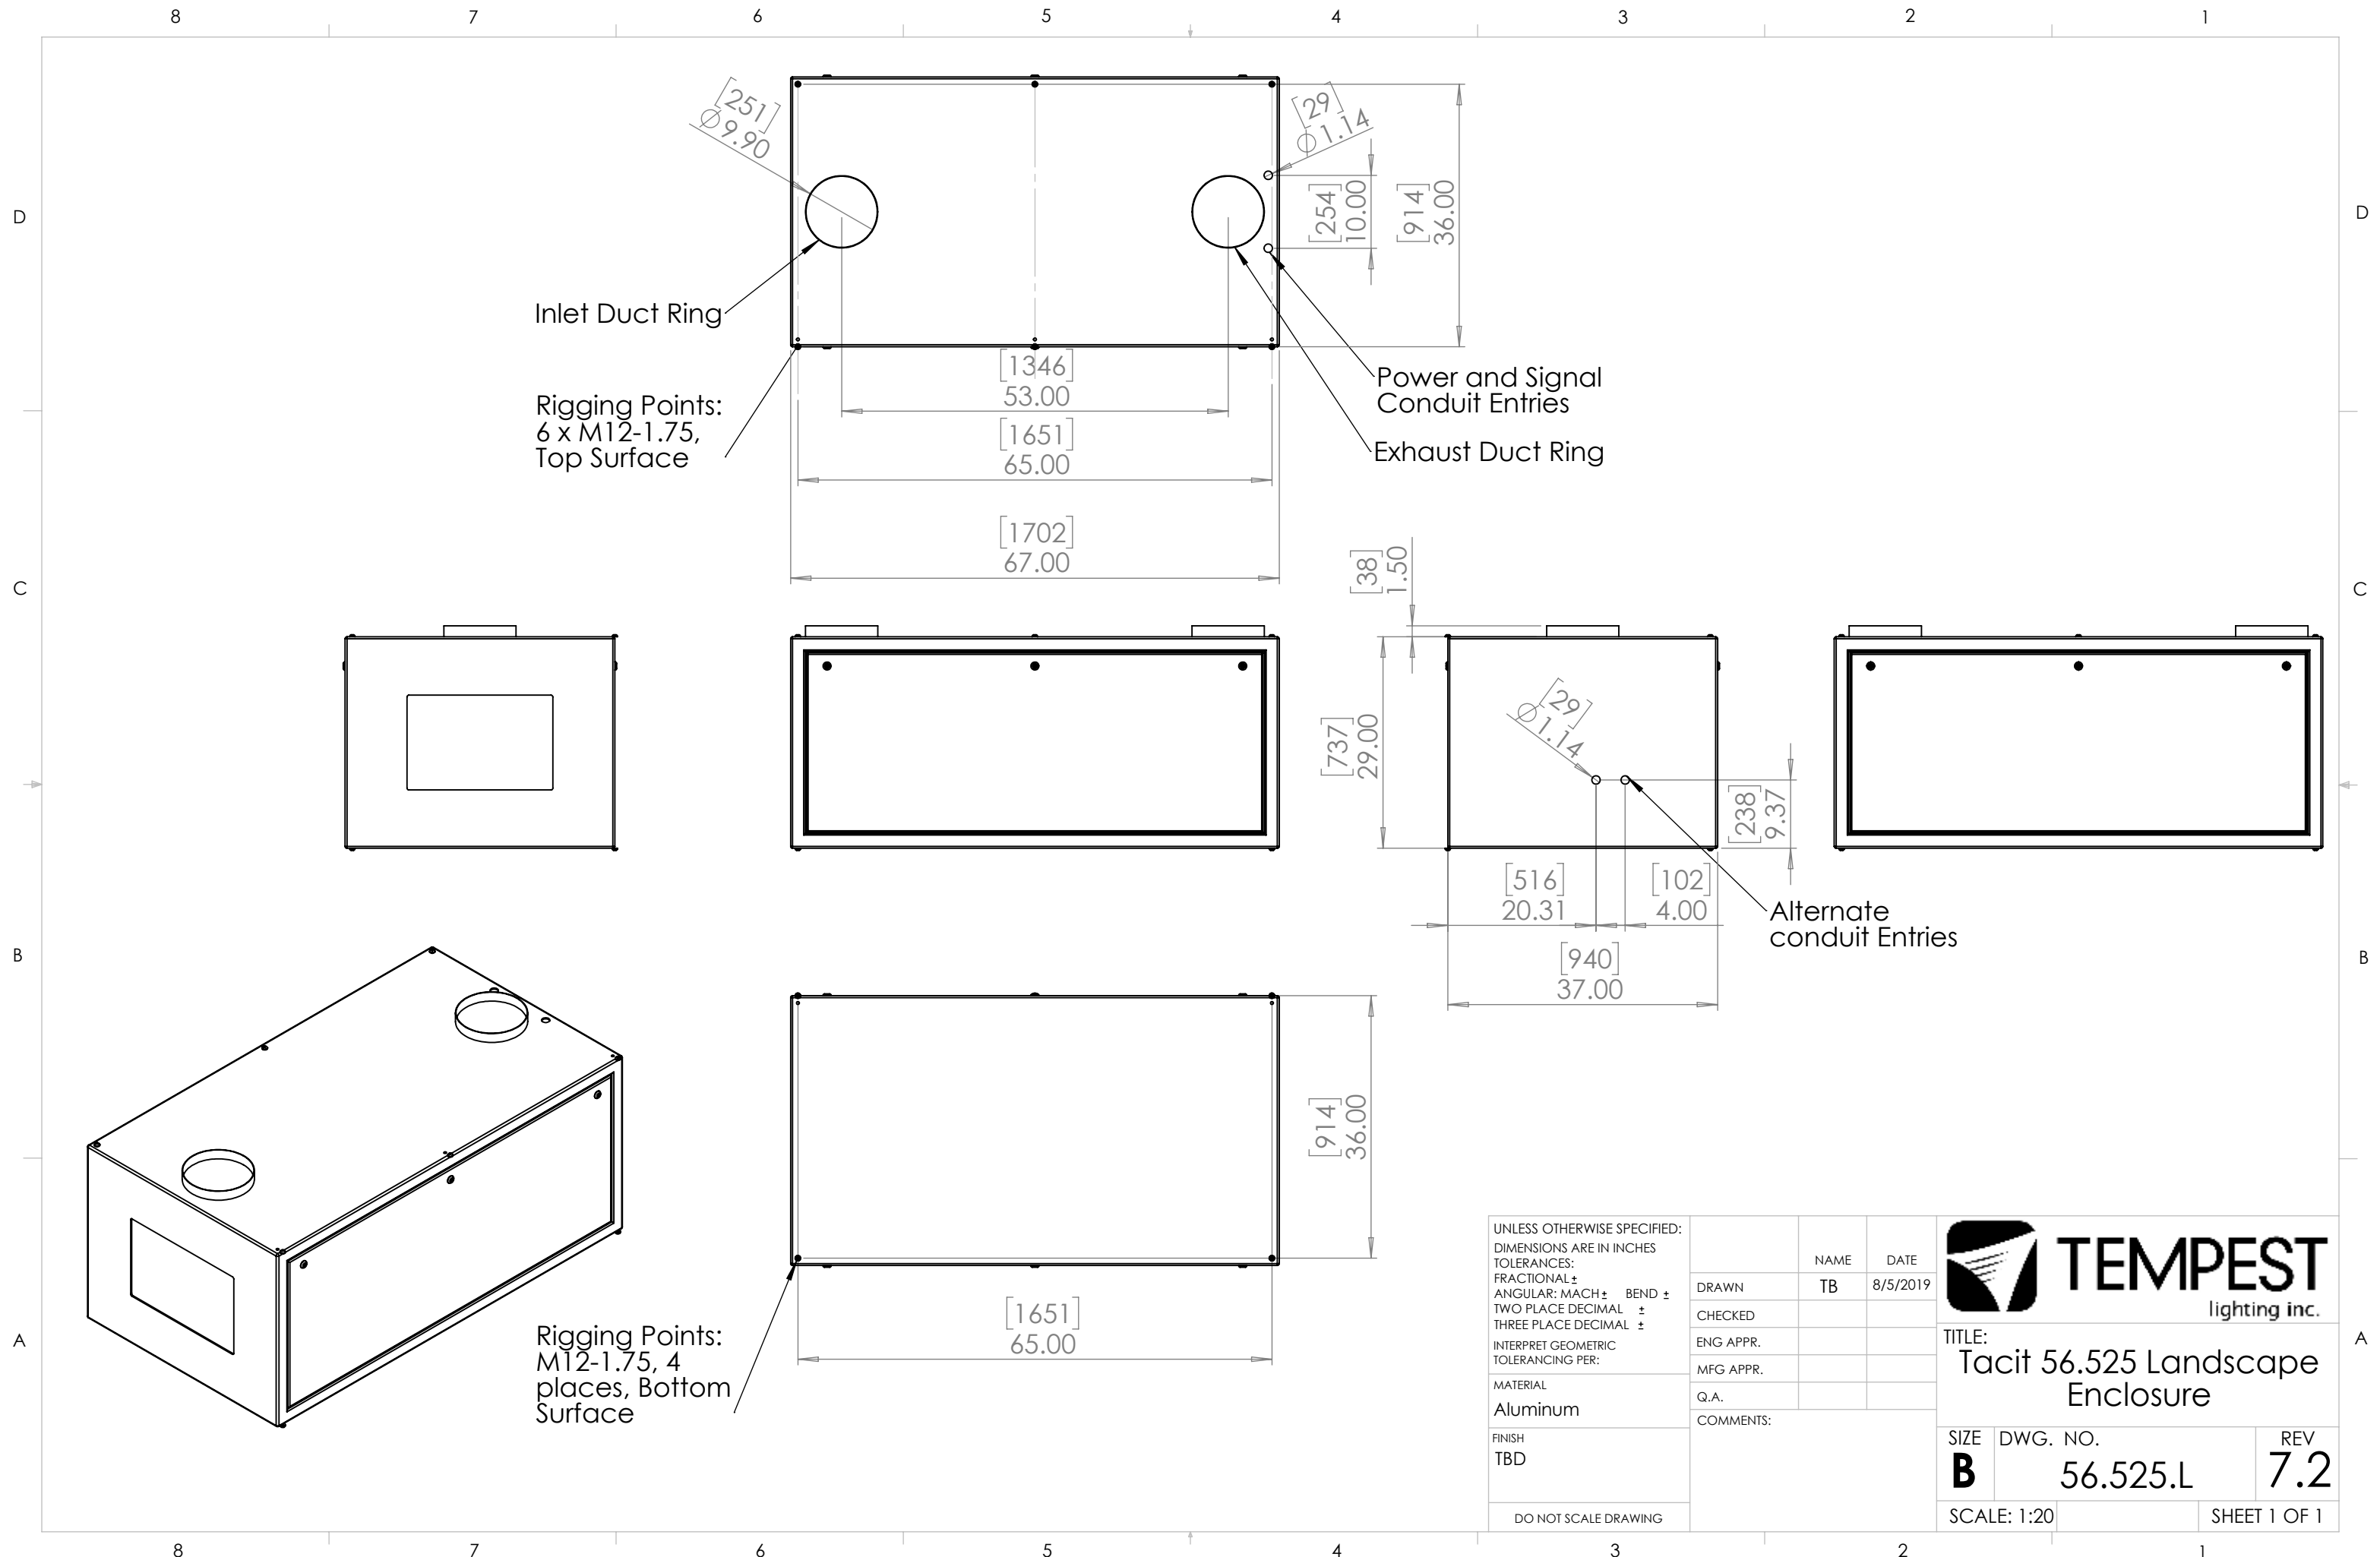 8 7 6 5 4 3 2 1
D D
[251]
∅ 9.90
[29]
∅ 1.14
[254]
10.00
[914]
36.00
Inlet Duct Ring
Rigging Points:
6 x M12-1.75,
Top Surface
[1346]
53.00
[1651]
65.00
[1702]
67.00
Power and Signal
Conduit Entries
Exhaust Duct Ring
C C
[38]
1.50
[737]
29.00
[29]
∅ 1.14
[238]
9.37
[516]
20.31
[102]
4.00
[940]
37.00
Alternate
conduit Entries
B B
[914]
36.00
[1651]
65.00
Rigging Points:
M12-1.75, 4
places, Bottom
Surface
A A
UNLESS OTHERWISE SPECIFIED:
DIMENSIONS ARE IN INCHES
TOLERANCES:
FRACTIONAL ±
ANGULAR: MACH ± BEND ±
TWO PLACE DECIMAL ±
THREE PLACE DECIMAL ±
INTERPRET GEOMETRIC
TOLERANCING PER:
MATERIAL
Aluminum
FINISH
TBD
DO NOT SCALE DRAWING
NAME DATE
DRAWN TB 8/5/2019
CHECKED
ENG APPR.
MFG APPR.
Q.A.
COMMENTS:
TEMPEST
lighting inc.
TITLE:
Tacit 56.525 Landscape
Enclosure
SIZE DWG. NO. REV
B 56.525.L 7.2
SCALE: 1:20 SHEET 1 OF 1
8 7 6 5 4 3 2 1